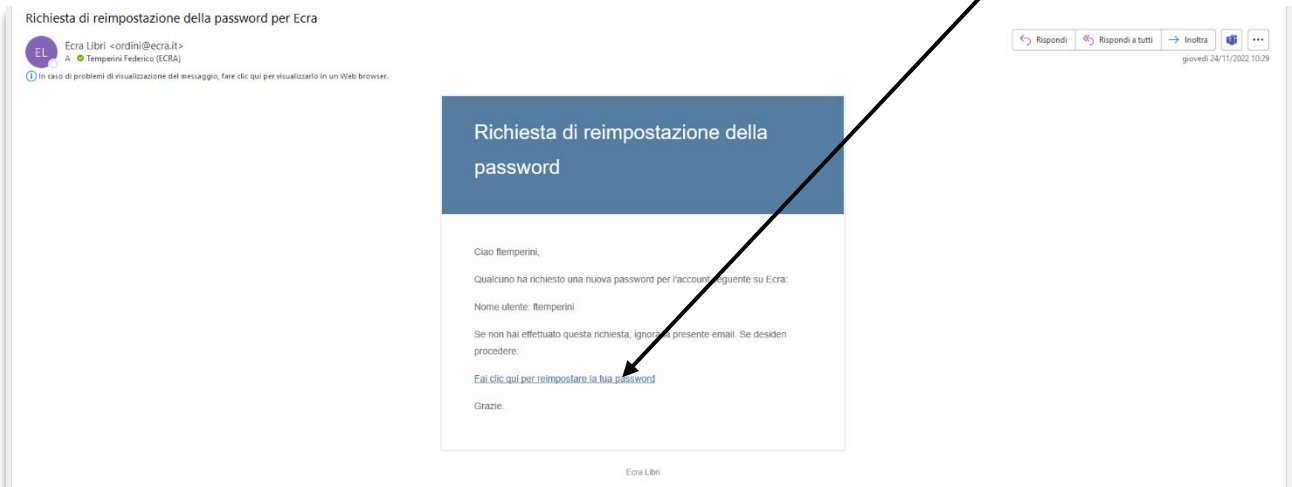 Richiesta di reimpostazione della password per Ecra
EL
Ecra Libri <ordini@ecra.it>
A Temperini Federico (ECRA)
In caso di problemi di visualizzazione del messaggio, fare clic qui per visualizzarlo in un Web browser.
Rispondi
Rispondi a tutti
Inoltra
giovedì 24/11/2022 10:29
Richiesta di reimpostazione della
password
Ciao ftemperini,
Qualcuno ha richiesto una nuova password per l'account seguente su Ecra:
Nome utente: ftemperini
Se non hai effettuato questa richiesta, ignora la presente email. Se desideri
procedere:
Fai clic qui per reimpostare la tua password
Grazie.
Ecra Libri